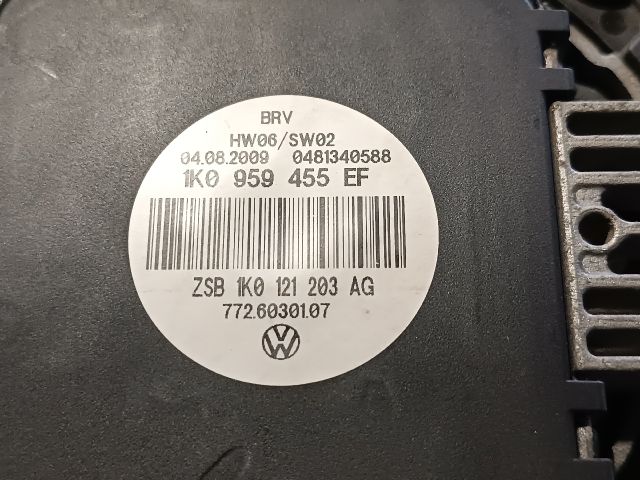 BRV
HW06/SW02
04.08.2009 0481340588
1K0 959 455 EF
ZSB 1K0 121 203 AG
772.60301.07